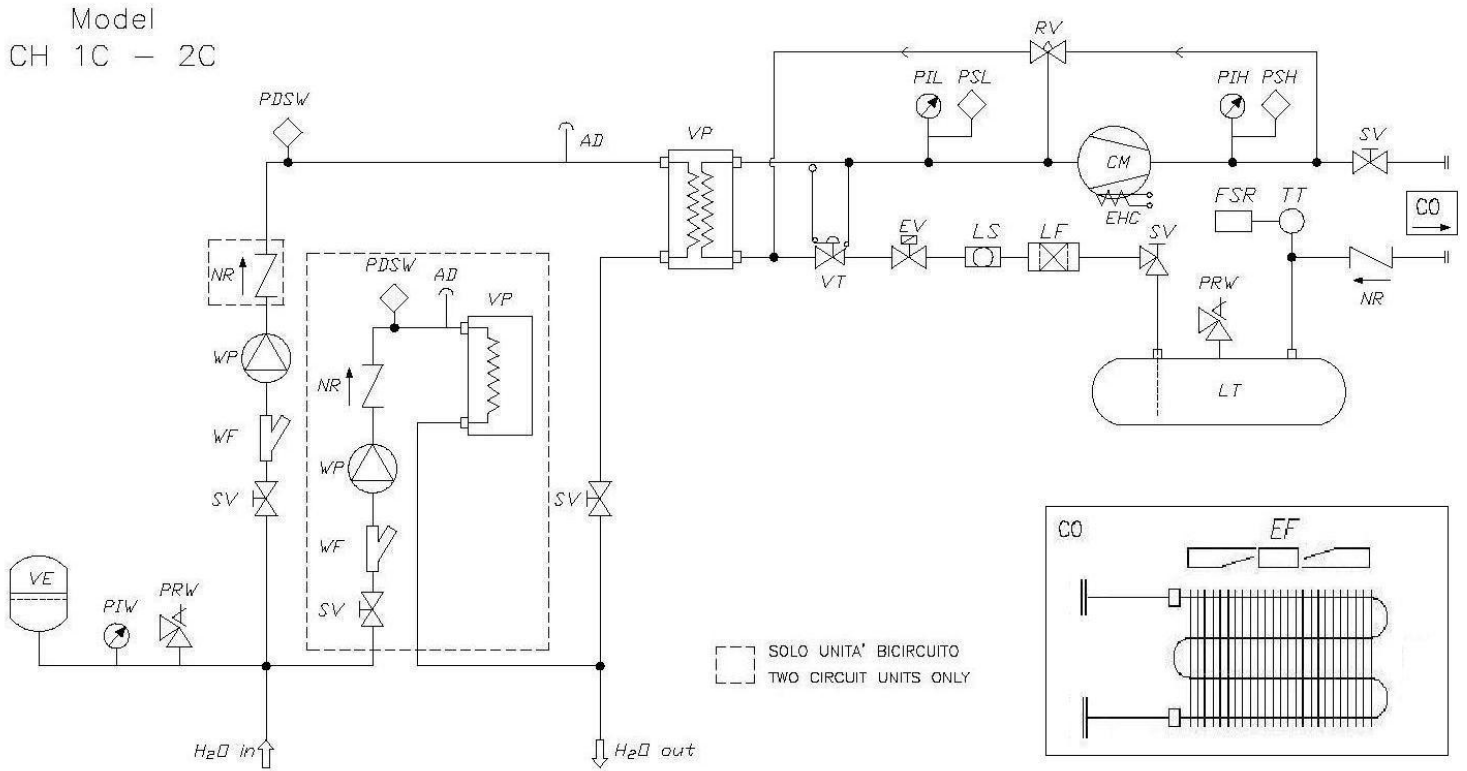 Model
CH 1C - 2C
RV
PIL
PSL
PIH
PSH
PDSW
AD
VP
CM
SV
EHC
FSR
TT
CO
EV
LS
LF
SV
VT
NR
PRW
LT
NR
PDSW
AD
VP
WP
NR
WF
WP
SV
SV
WF
VE
PIW
PRW
SV
CO
EF
SOLO UNITA' BICIRCUITO
TWO CIRCUIT UNITS ONLY
H2O in
H2O out